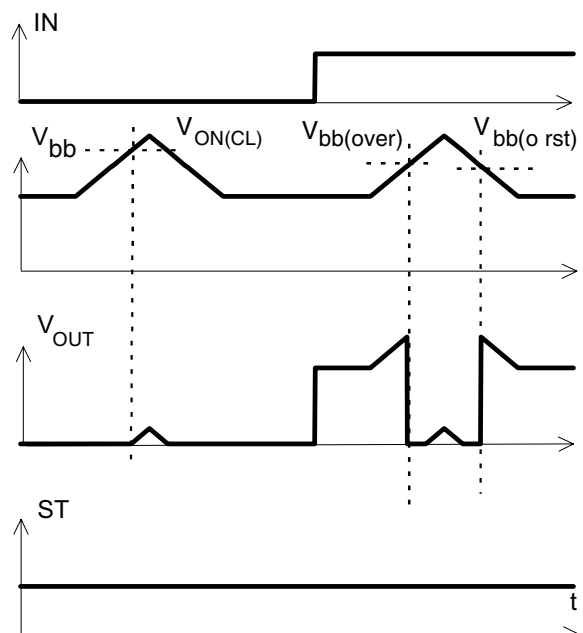 IN
Vbb
VON(CL)
Vbb(over)
Vbb(o rst)
VOUT
ST
t